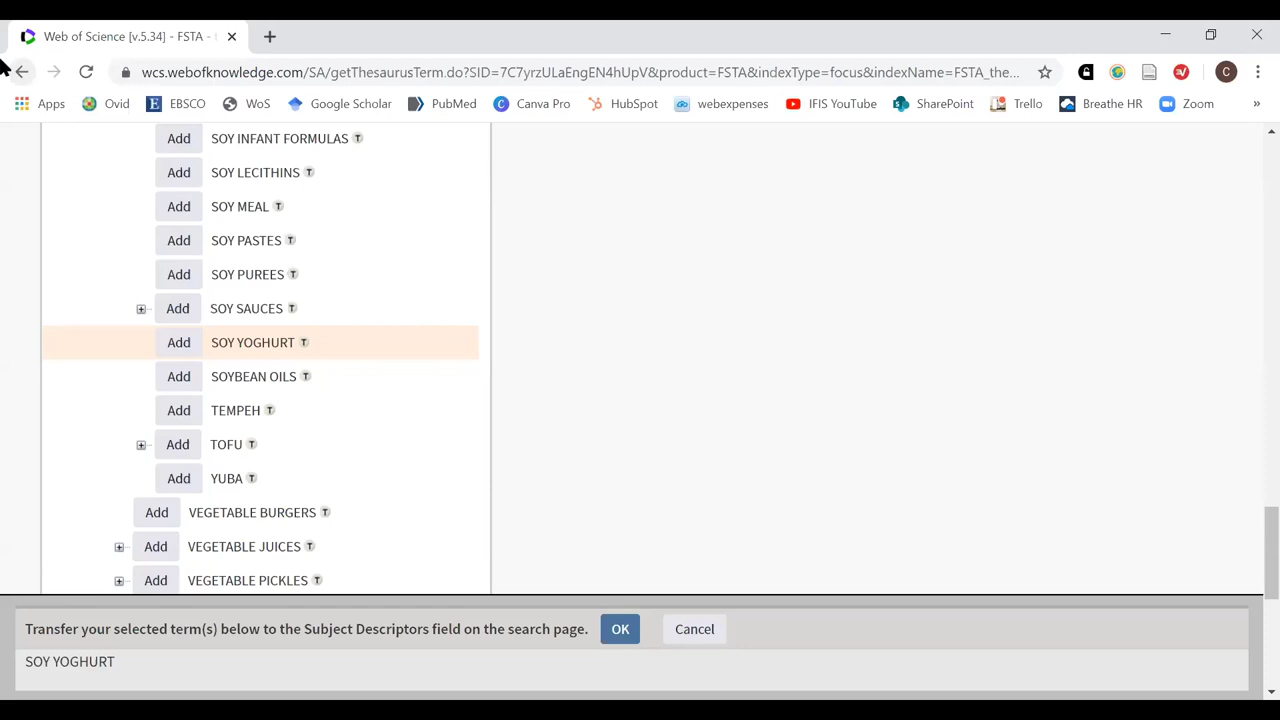 Web of Science [v.5.34] - FSTA - t
wcs.webofknowledge.com/SA/getThesaurusTerm.do?SID=7C7yrzULaEngEN4hUpV&product=FSTA&indexType=focus&indexName=FSTA_the...
C
Apps Ovid EBSCO WoS Google Scholar PubMed Canva Pro HubSpot webexpenses IFIS YouTube SharePoint Trello Breathe HR Zoom »
Add SOY INFANT FORMULAS T
Add SOY LECITHINS T
Add SOY MEAL T
Add SOY PASTES T
Add SOY PUREES T
Add SOY SAUCES T
Add SOY YOGHURT T
Add SOYBEAN OILS T
Add TEMPEH T
Add TOFU T
Add YUBA T
Add VEGETABLE BURGERS T
Add VEGETABLE JUICES T
Add VEGETABLE PICKLES T
Transfer your selected term(s) below to the Subject Descriptors field on the search page. OK Cancel
SOY YOGHURT